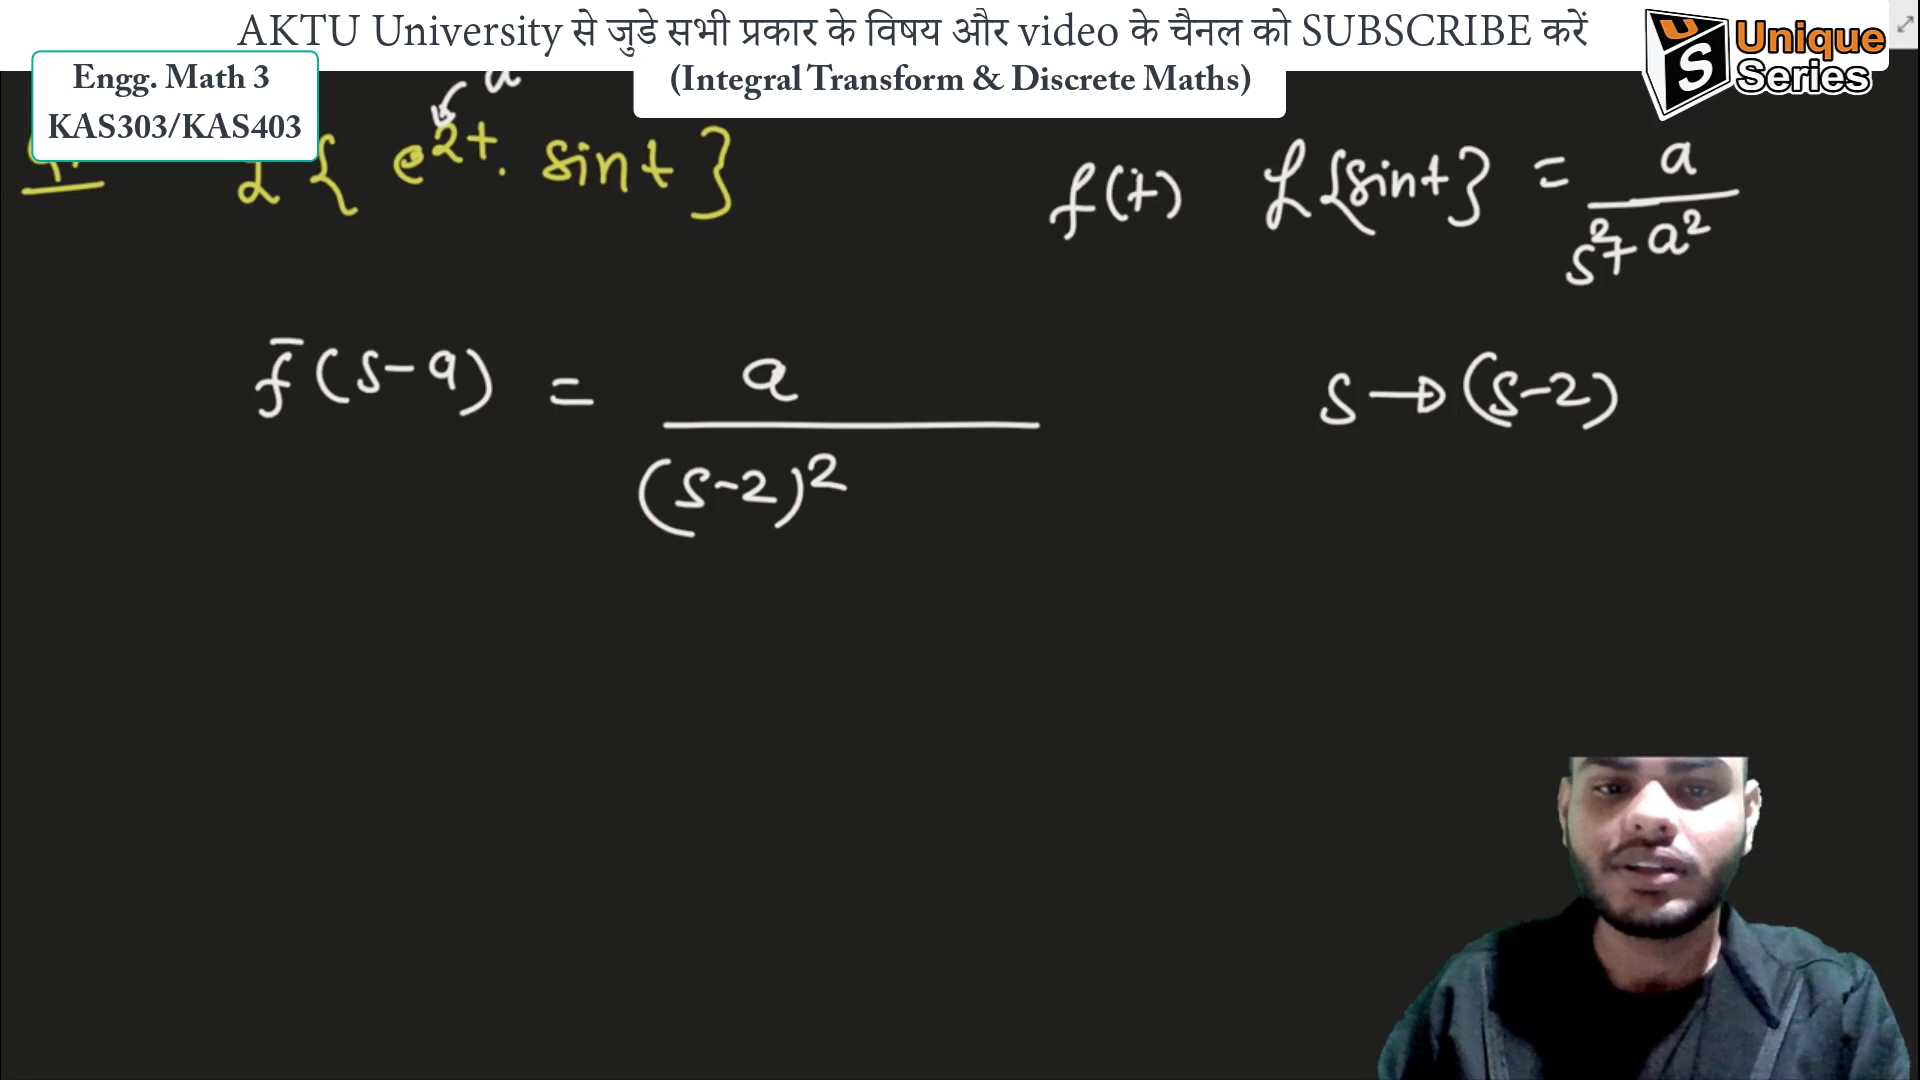 AKTU University से जुडे सभी प्रकार के विषय और video के चैनल को SUBSCRIBE करें
Unique Series
US
Engg. Math 3
KAS303/KAS403
(Integral Transform & Discrete Maths)
a
L{ e^2t. sint }
f(t) L{sint} = a / s²+a²
f̄(s-a) = a / (s-2)²
s→(s-2)